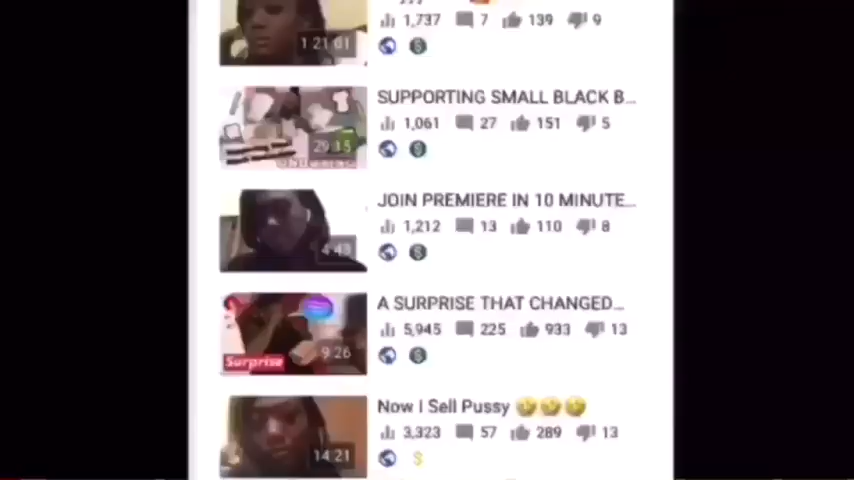 1,737 7 139 9
1:21:01
SUPPORTING SMALL BLACK B...
1,061 27 151 5
29:15
UNBOXING
JOIN PREMIERE IN 10 MINUTE...
1,212 13 110 8
4:43
A SURPRISE THAT CHANGED...
5,945 225 933 13
Surprise 9:26
Now I Sell Pussy 🤣🤣🤣
3,323 57 289 13
14:21